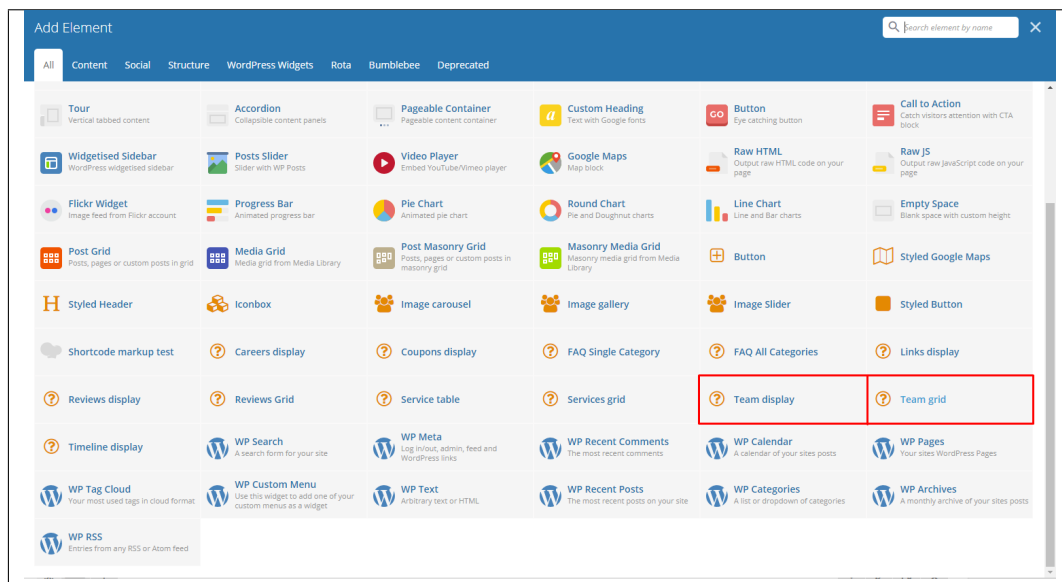 Add Element
Search element by name
All Content Social Structure WordPress Widgets Rota Bumblebee Deprecated
Tour
Vertical tabbed content
Accordion
Collapsible content panels
Pageable Container
Pageable content container
Custom Heading
Text with Google fonts
GO
Button
Eye catching button
Call to Action
Catch visitors attention with CTA
block
Widgetised Sidebar
WordPress widgetised sidebar
Posts Slider
Slider with WP Posts
Video Player
Embed YouTube/Vimeo player
Google Maps
Map block
Raw HTML
Output raw HTML code on your
page
Raw JS
Output raw JavaScript code on your
page
Flickr Widget
Image feed from Flickr account
Progress Bar
Animated progress bar
Pie Chart
Animated pie chart
Round Chart
Pie and Doughnut charts
Line Chart
Line and Bar charts
Empty Space
Blank space with custom height
Post Grid
Posts, pages or custom posts in grid
Media Grid
Media grid from Media Library
Post Masonry Grid
Posts, pages or custom posts in
masonry grid
Masonry Media Grid
Masonry media grid from Media
Library
Button
Styled Google Maps
H Styled Header
Iconbox
Image carousel
Image gallery
Image Slider
Styled Button
Shortcode markup test
? Careers display
? Coupons display
? FAQ Single Category
? FAQ All Categories
? Links display
? Reviews display
? Reviews Grid
? Service table
? Services grid
? Team display
? Team grid
? Timeline display
WP Search
A search form for your site
WP Meta
Log in/out, admin, feed and
WordPress links
WP Recent Comments
The most recent comments
WP Calendar
A calendar of your sites posts
WP Pages
Your sites WordPress Pages
WP Tag Cloud
Your most used tags in cloud format
WP Custom Menu
Use this widget to add one of your
custom menus as a widget
WP Text
Arbitrary text or HTML
WP Recent Posts
The most recent posts on your site
WP Categories
A list or dropdown of categories
WP Archives
A monthly archive of your sites posts
WP RSS
Entries from any RSS or Atom feed